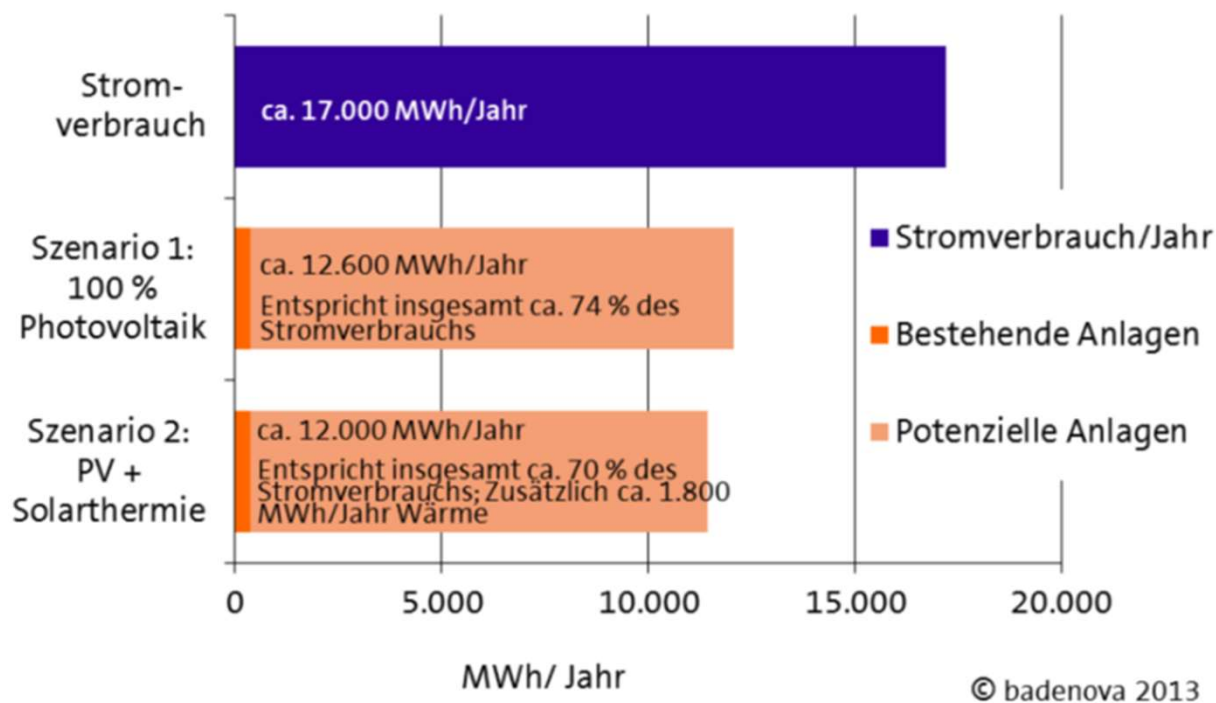 Strom-
verbrauch
ca. 17.000 MWh/Jahr
Szenario 1:
100 %
Photovoltaik
ca. 12.600 MWh/Jahr
Entspricht insgesamt ca. 74 % des
Stromverbrauchs
Szenario 2:
PV +
Solarthermie
ca. 12.000 MWh/Jahr
Entspricht insgesamt ca. 70 % des
Stromverbrauchs; Zusätzlich ca. 1.800
MWh/Jahr Wärme
Stromverbrauch/Jahr
Bestehende Anlagen
Potenzielle Anlagen
0 5.000 10.000 15.000 20.000
MWh/ Jahr
© badenova 2013